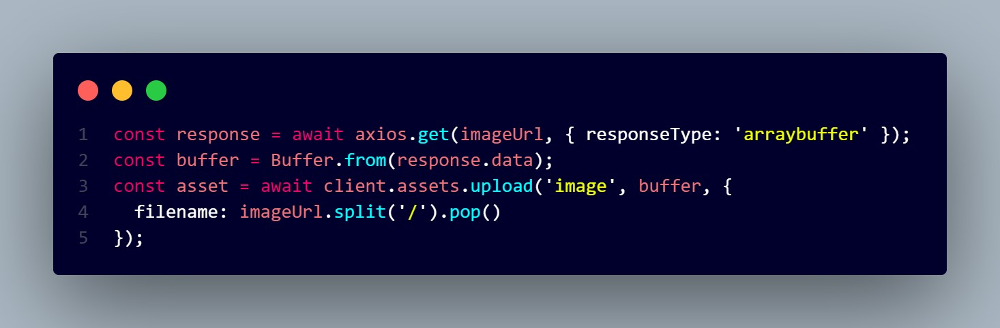 1 const response = await axios.get(imageUrl, { responseType: 'arraybuffer' });
2 const buffer = Buffer.from(response.data);
3 const asset = await client.assets.upload('image', buffer, {
4   filename: imageUrl.split('/').pop()
5 });